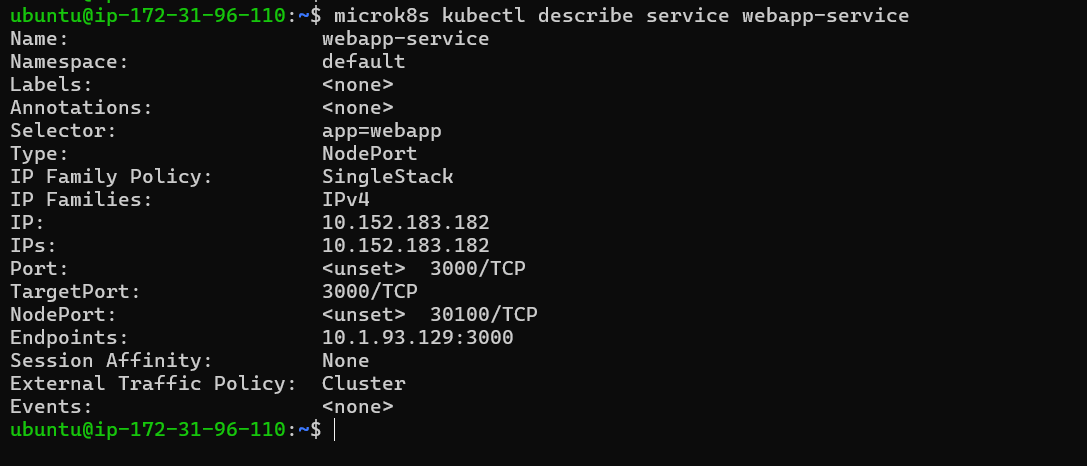 ubuntu@ip-172-31-96-110:~$ microk8s kubectl describe service webapp-service
Name:                     webapp-service
Namespace:                default
Labels:                   <none>
Annotations:              <none>
Selector:                 app=webapp
Type:                     NodePort
IP Family Policy:         SingleStack
IP Families:              IPv4
IP:                       10.152.183.182
IPs:                      10.152.183.182
Port:                     <unset>  3000/TCP
TargetPort:               3000/TCP
NodePort:                 <unset>  30100/TCP
Endpoints:                10.1.93.129:3000
Session Affinity:         None
External Traffic Policy:  Cluster
Events:                   <none>
ubuntu@ip-172-31-96-110:~$